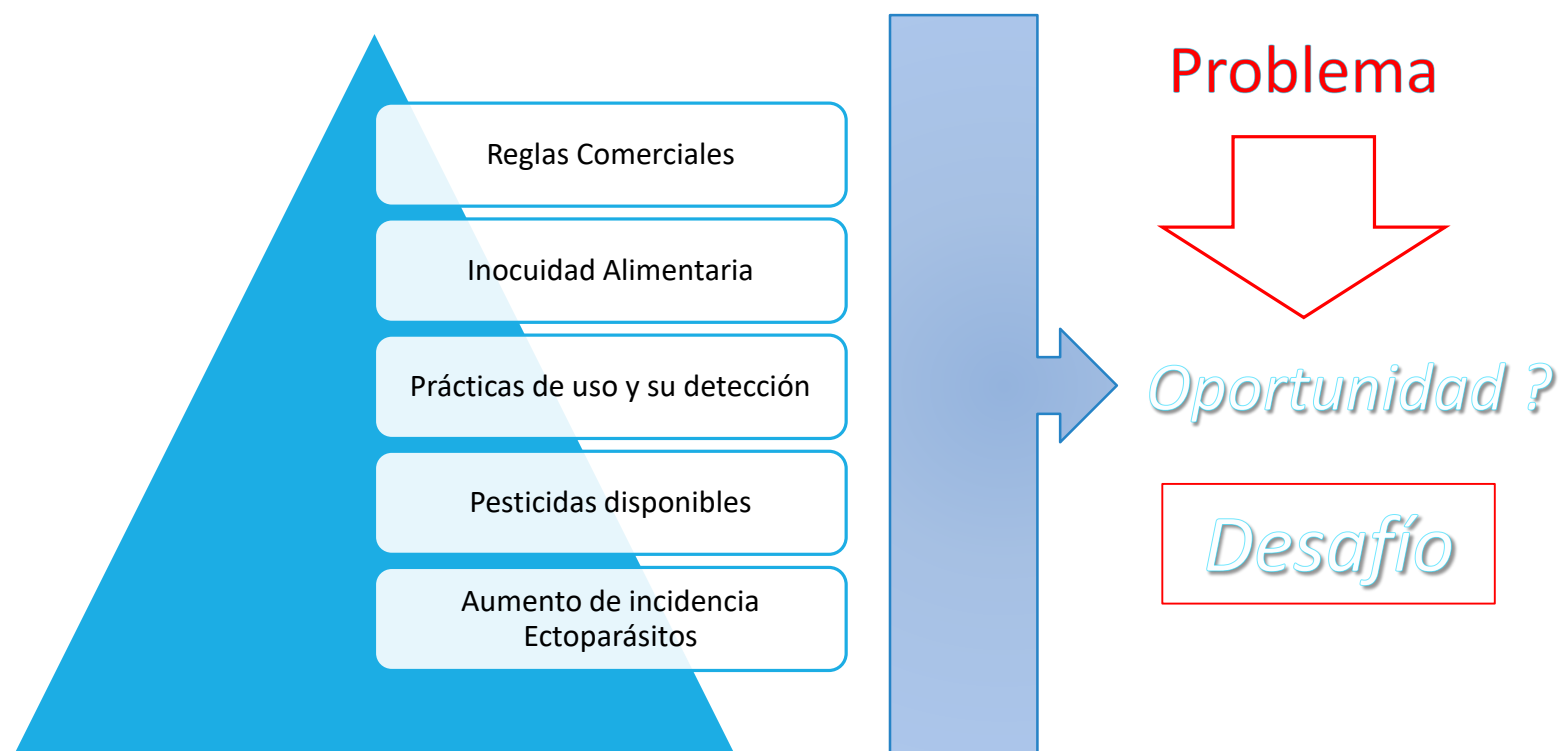 Reglas Comerciales
Inocuidad Alimentaria
Prácticas de uso y su detección
Pesticidas disponibles
Aumento de incidencia
Ectoparásitos
Problema
Oportunidad ?
Desafío